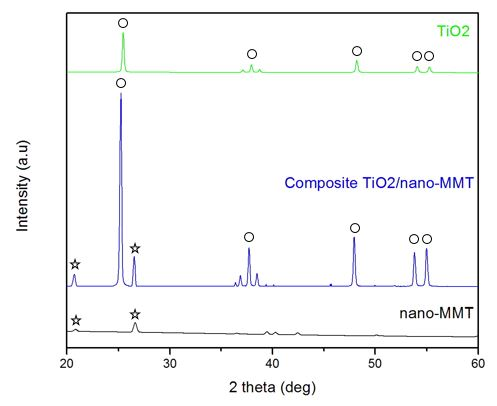 TiO2
Composite TiO2/nano-MMT
nano-MMT
Intensity (a.u)
20 30 40 50 60
2 theta (deg)